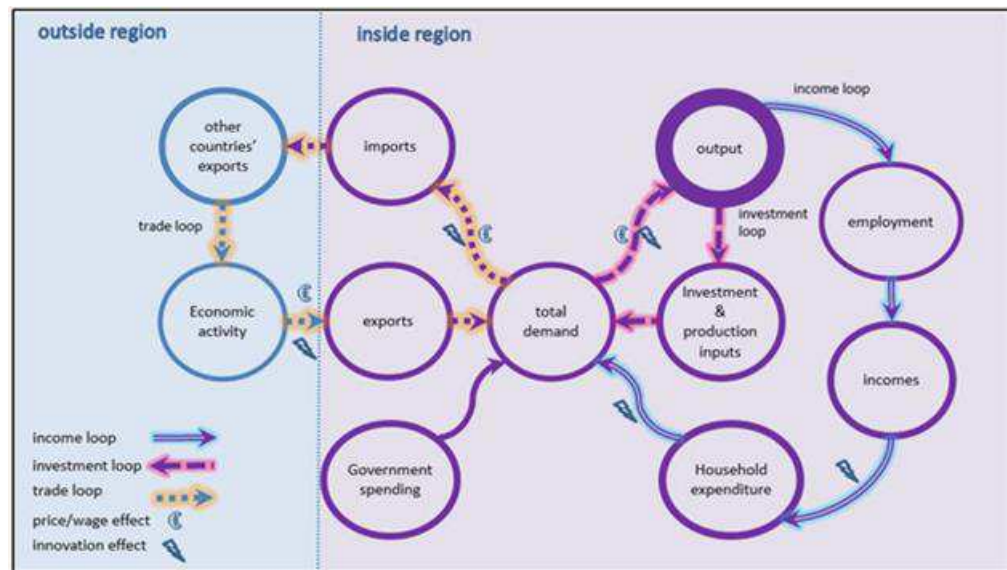 outside region
inside region
other
countries'
exports
imports
output
income loop
trade loop
investment
loop
employment
Economic
activity
exports
total
demand
Investment
&
production
inputs
incomes
Government
spending
Household
expenditure
income loop
investment loop
trade loop
price/wage effect
innovation effect